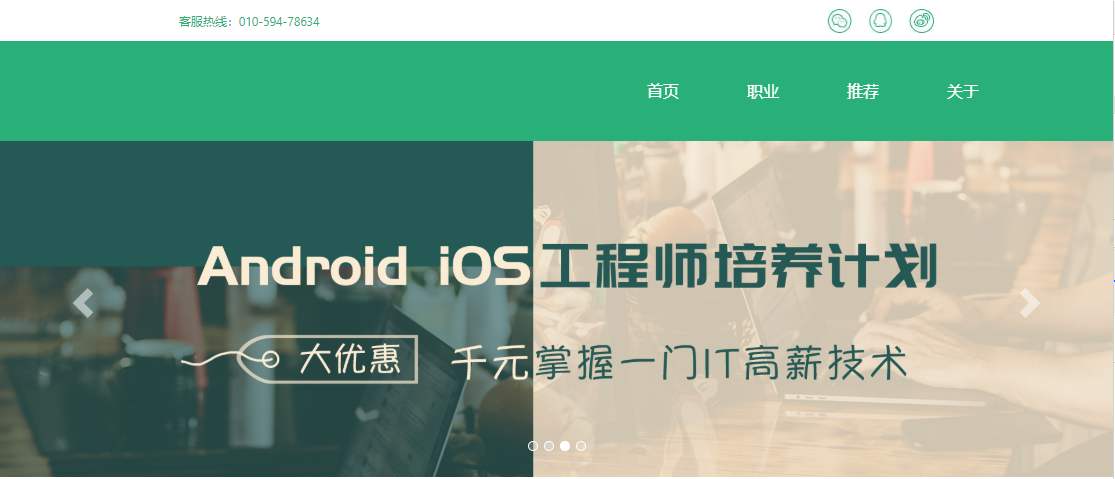 客服热线：010-594-78634
首页 职业 推荐 关于
Android iOS工程师培养计划
大优惠 千元掌握一门IT高薪技术